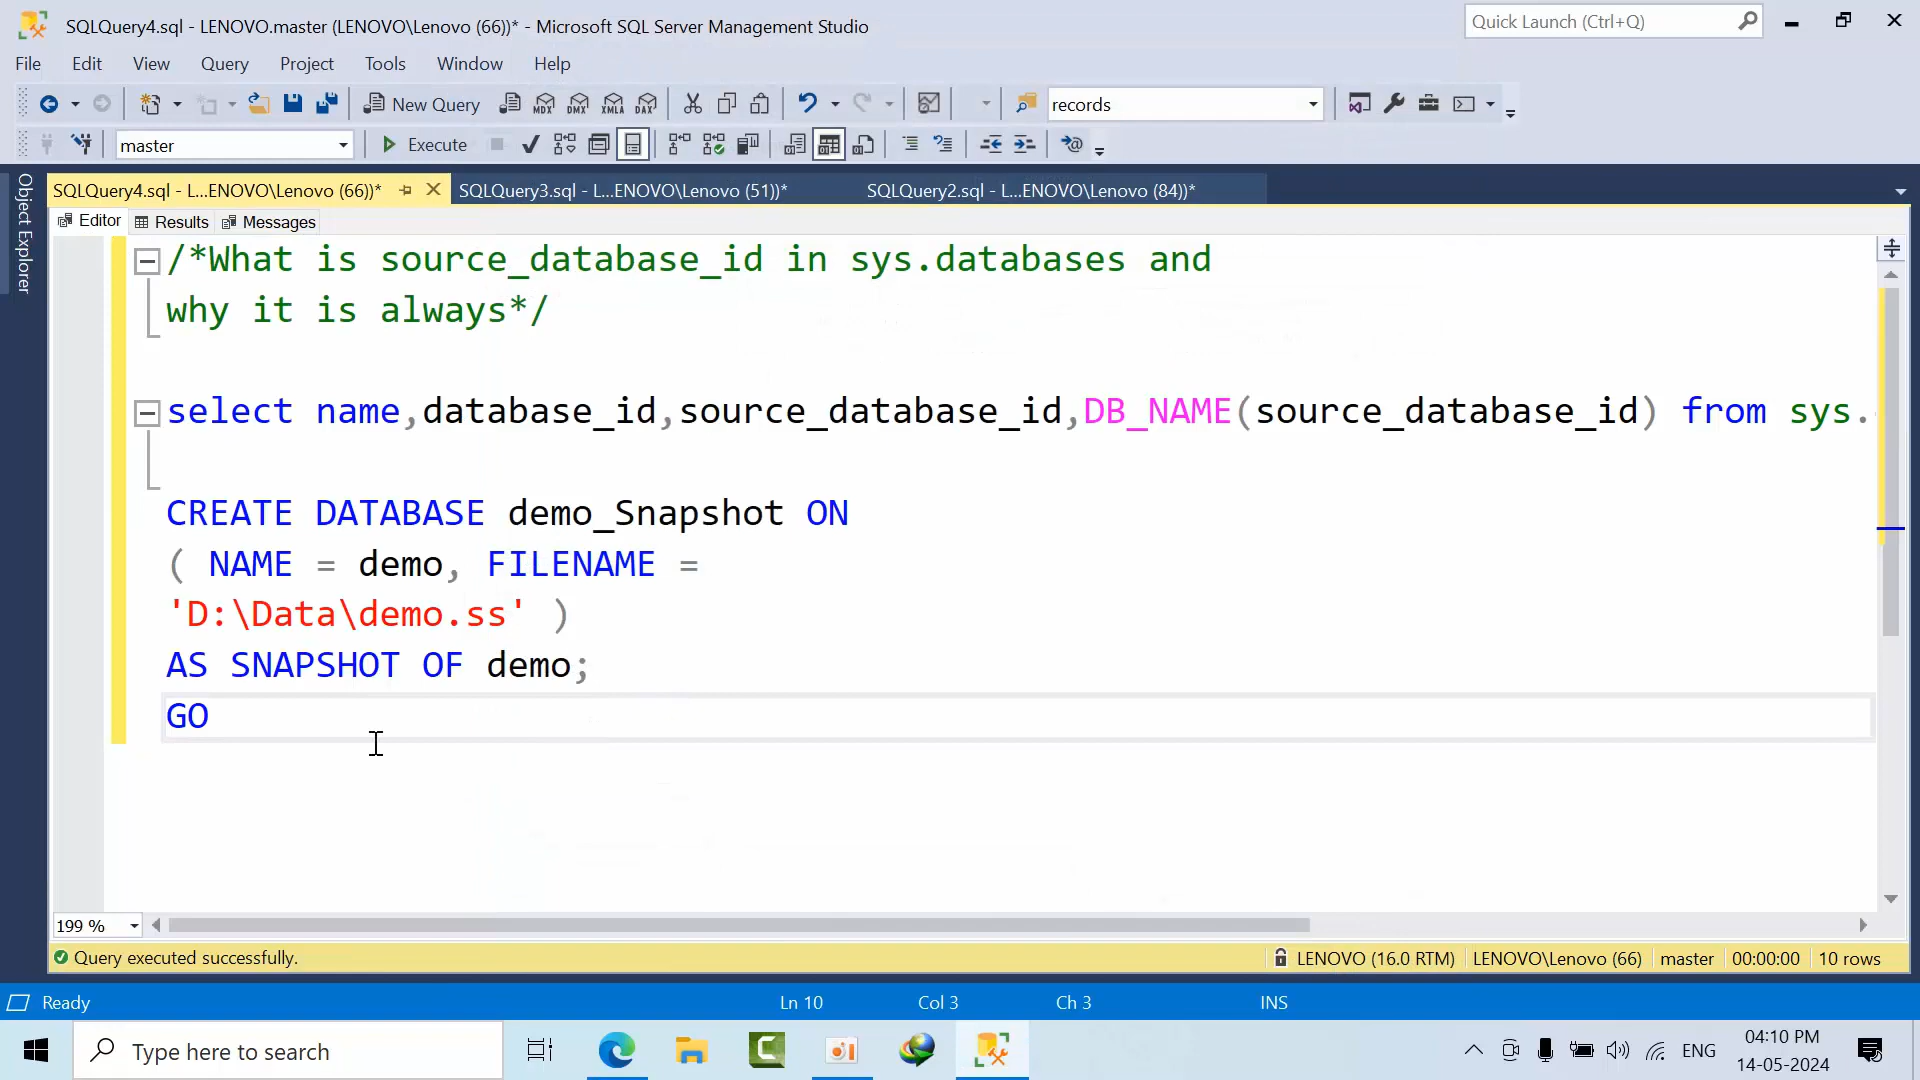 SQLQuery4.sql - LENOVO.master (LENOVO\Lenovo (66))* - Microsoft SQL Server Management Studio
Quick Launch (Ctrl+Q)
File Edit View Query Project Tools Window Help
New Query MDX DMX XMLA DAX records
master Execute
Object Explorer
SQLQuery4.sql - L...ENOVO\Lenovo (66))* SQLQuery3.sql - L...ENOVO\Lenovo (51))* SQLQuery2.sql - L...ENOVO\Lenovo (84))*
Editor Results Messages
/*What is source_database_id in sys.databases and
why it is always*/
select name,database_id,source_database_id,DB_NAME(source_database_id) from sys.
CREATE DATABASE demo_Snapshot ON
( NAME = demo, FILENAME =
'D:\Data\demo.ss' )
AS SNAPSHOT OF demo;
GO
199 %
Query executed successfully. LENOVO (16.0 RTM) LENOVO\Lenovo (66) master 00:00:00 10 rows
Ready Ln 10 Col 3 Ch 3 INS
Type here to search
ENG
04:10 PM
14-05-2024